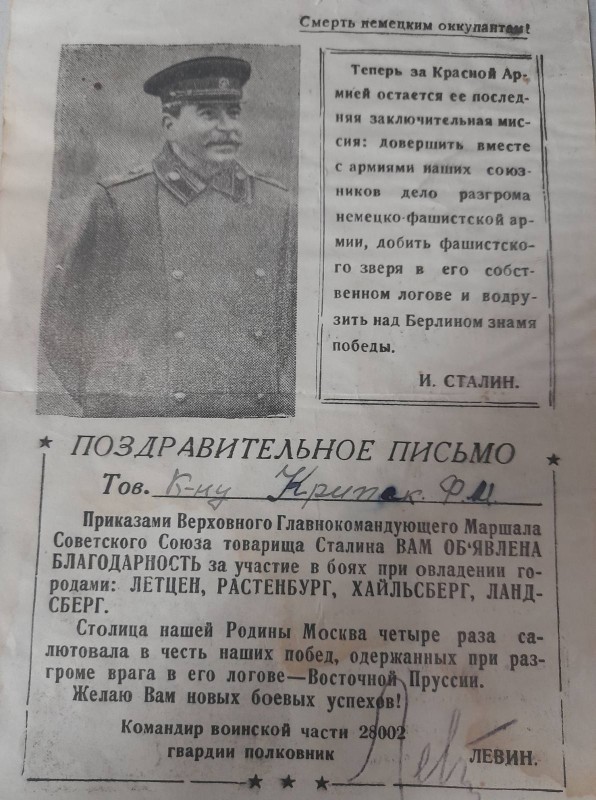 Смерть немецким оккупантам!
Теперь за Красной Ар-
мией остается ее послед-
няя заключительная мис-
сия: довершить вместе
с армиями наших союз-
ников дело разгрома
немецко-фашистской ар-
мии, добить фашистско-
го зверя в его собст-
венном логове и водру-
зить над Берлином знамя
победы.
И. СТАЛИН.
ПОЗДРАВИТЕЛЬНОЕ ПИСЬМО
Тов. К-ну Крипак Ф.М.
Приказами Верховного Главнокомандующего Маршала
Советского Союза товарища Сталина ВАМ ОБ'ЯВЛЕНА
БЛАГОДАРНОСТЬ за участие в боях при овладении го-
родами: ЛЕТЦЕН, РАСТЕНБУРГ, ХАЙЛЬСБЕРГ, ЛАНД-
СБЕРГ.
Столица нашей Родины Москва четыре раза са-
лютовала в честь наших побед, одержанных при раз-
громе врага в его логове—Восточной Пруссии.
Желаю Вам новых боевых успехов!
Командир воинской части 28002
гвардии полковник ЛЕВИН.